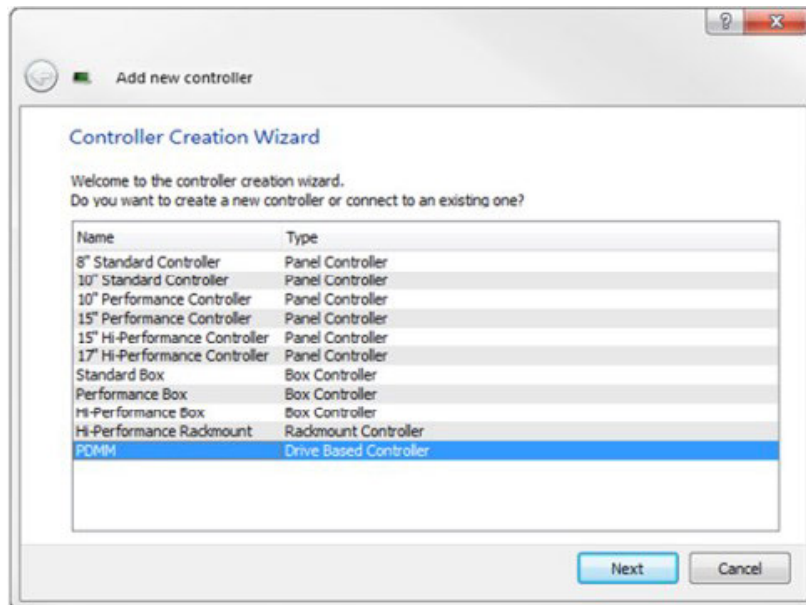 Add new controller
Controller Creation Wizard
Welcome to the controller creation wizard.
Do you want to create a new controller or connect to an existing one?
Name Type
8" Standard Controller Panel Controller
10" Standard Controller Panel Controller
10" Performance Controller Panel Controller
15" Performance Controller Panel Controller
15" Hi-Performance Controller Panel Controller
17" Hi-Performance Controller Panel Controller
Standard Box Box Controller
Performance Box Box Controller
Hi-Performance Box Box Controller
Hi-Performance Rackmount Rackmount Controller
PDMM Drive Based Controller
Next Cancel